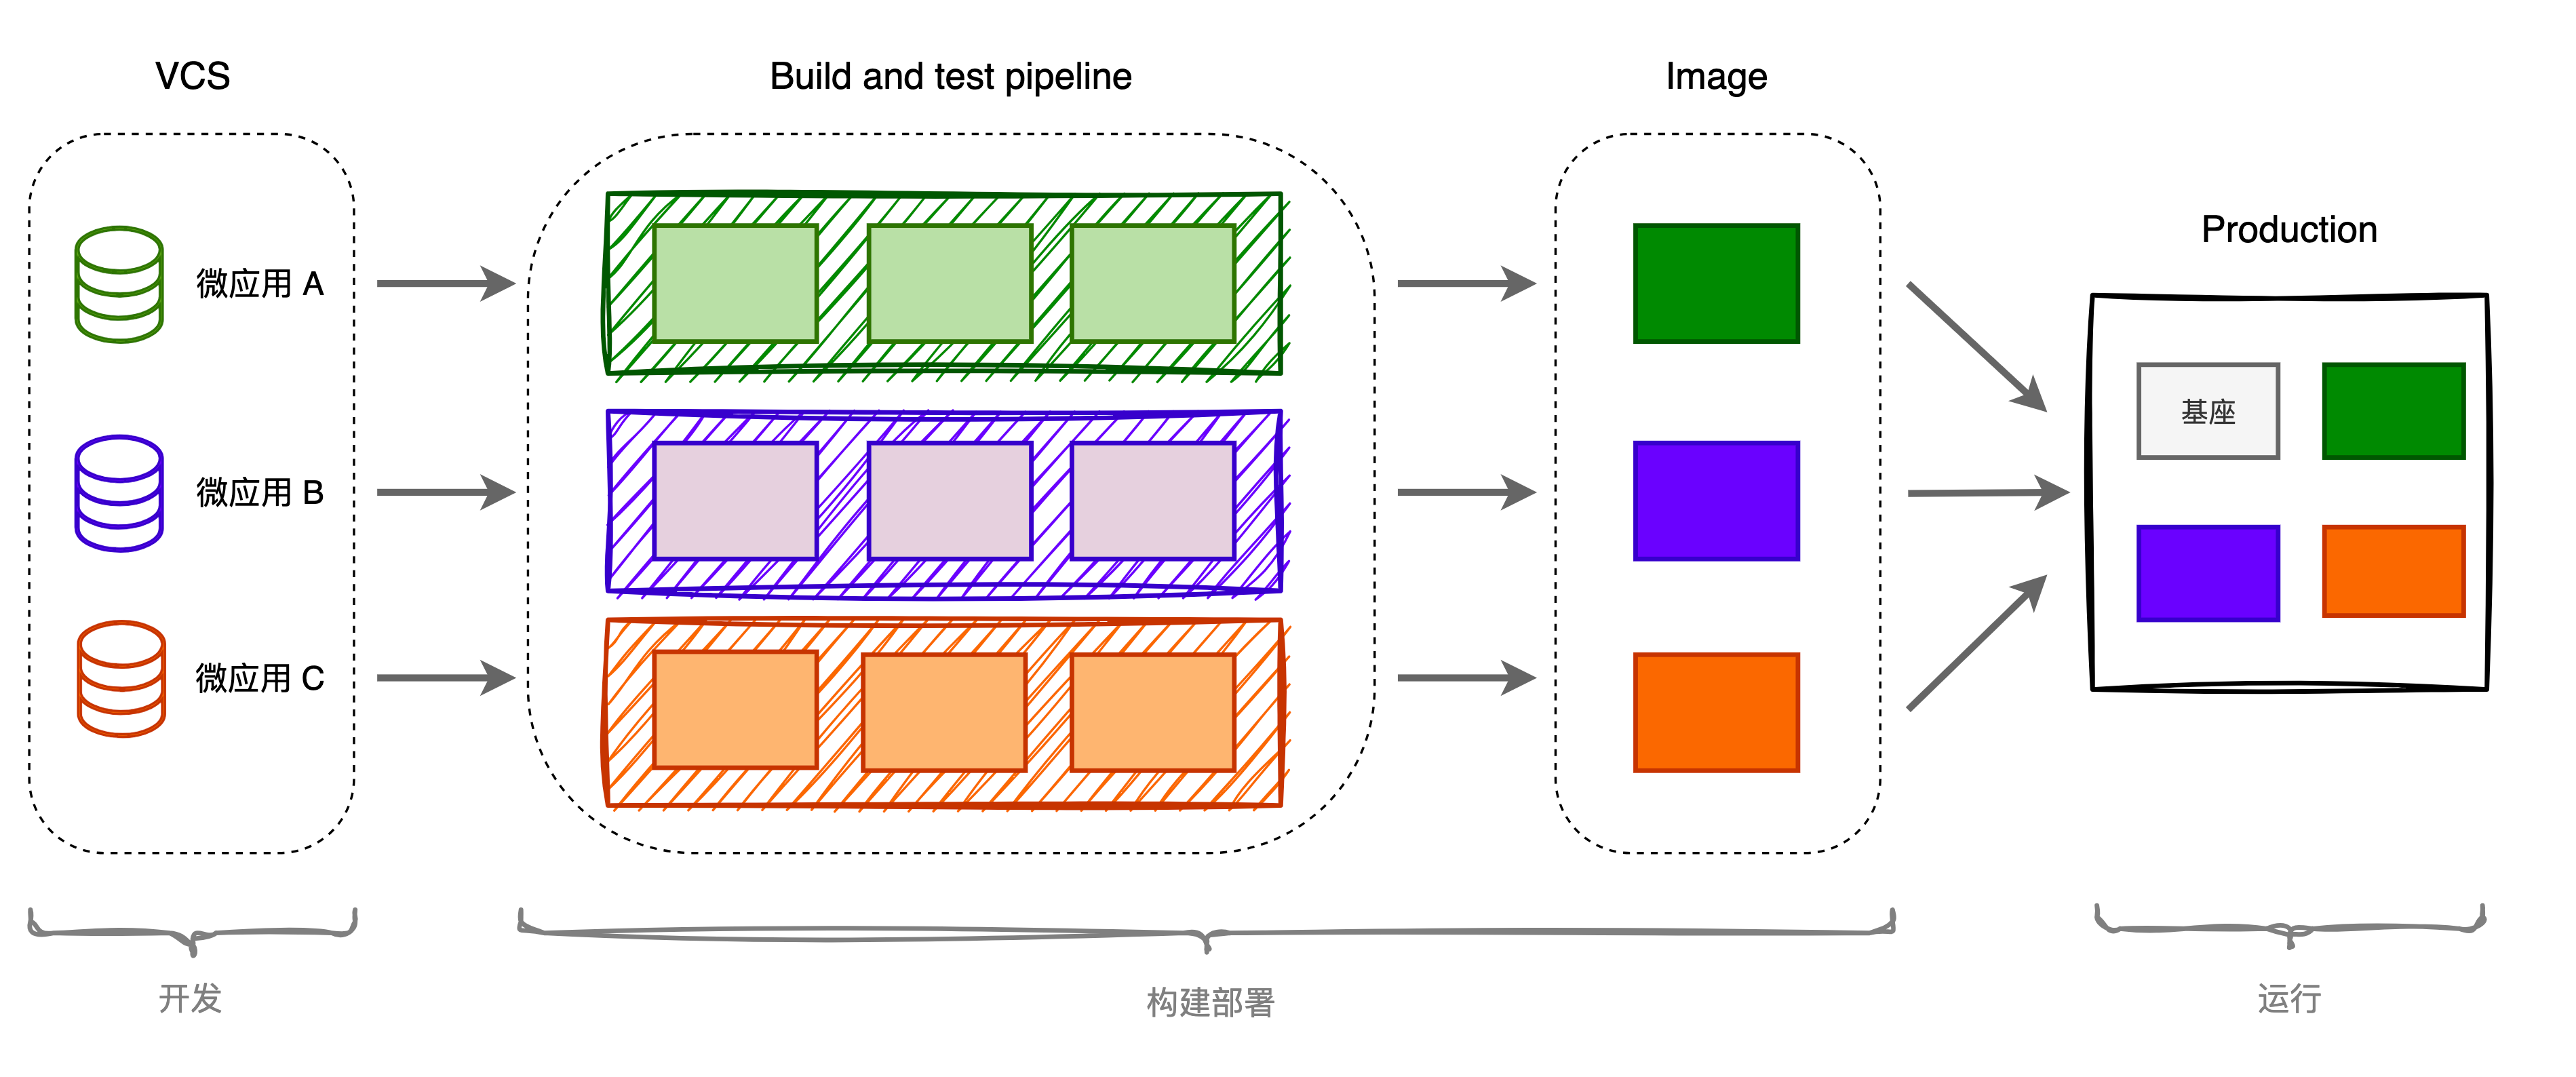 VCS
Build and test pipeline
Image
Production
微应用 A
微应用 B
微应用 C
基座
开发
构建部署
运行